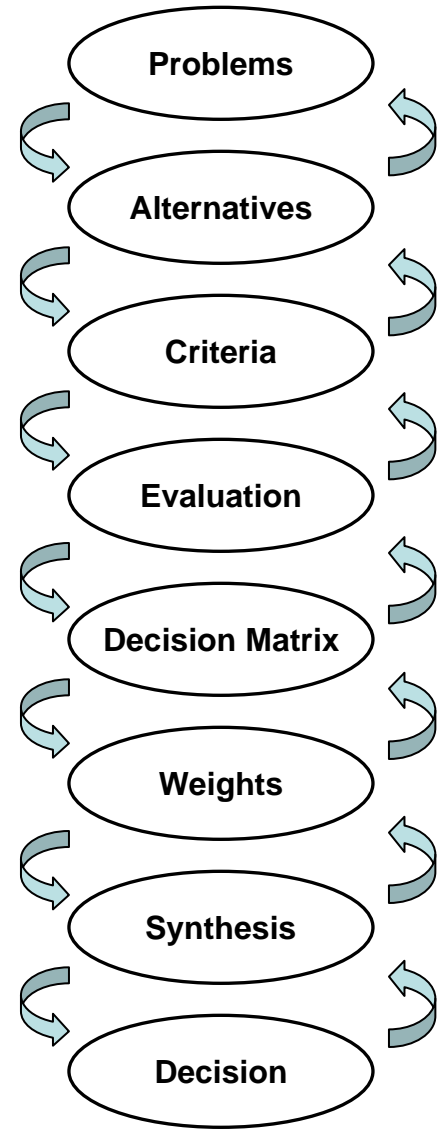 Problems
Alternatives
Criteria
Evaluation
Decision Matrix
Weights
Synthesis
Decision